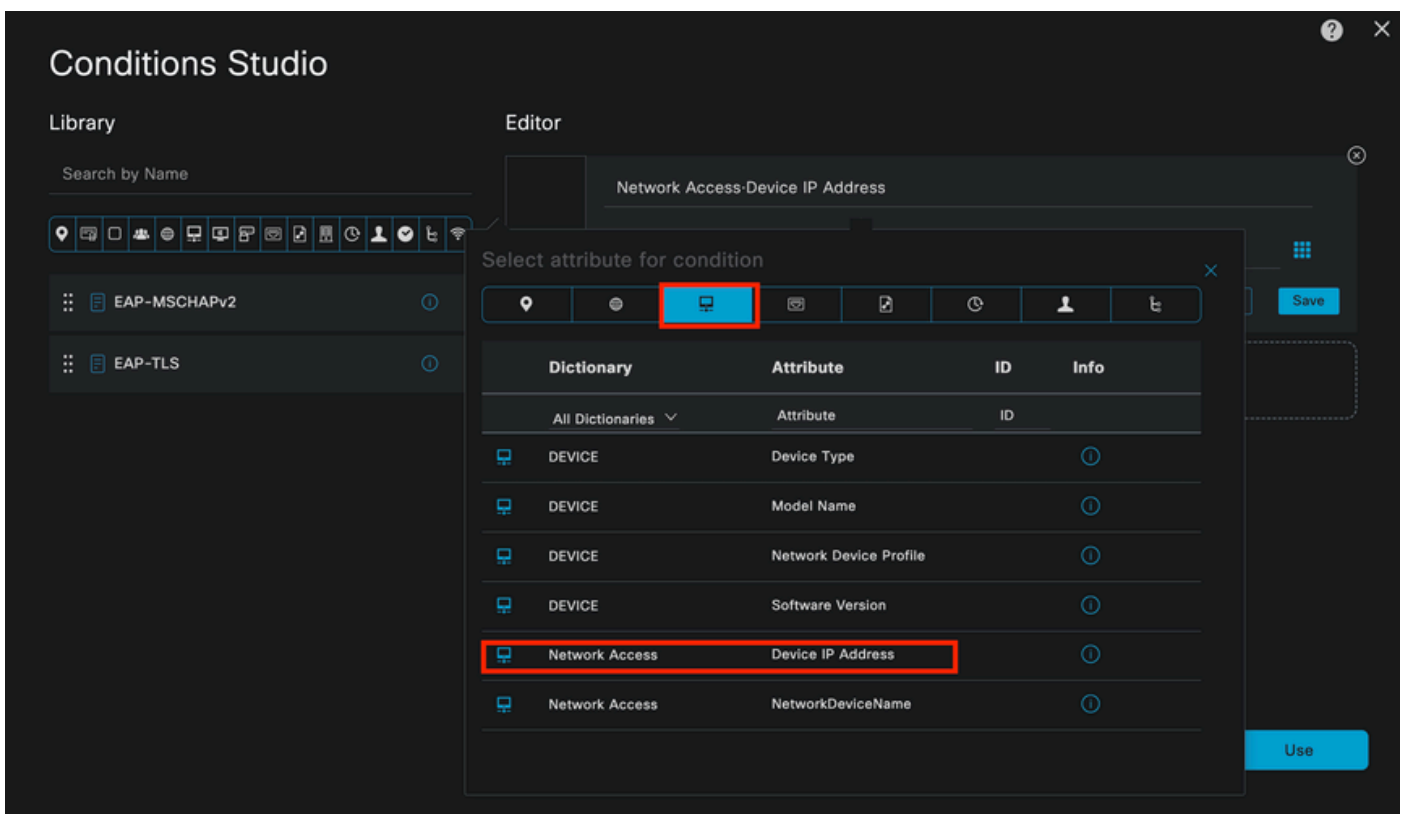 Conditions Studio
Library
Search by Name
EAP-MSCHAPv2
EAP-TLS
Editor
Network Access·Device IP Address
Select attribute for condition
Dictionary Attribute ID Info
All Dictionaries Attribute ID
DEVICE Device Type
DEVICE Model Name
DEVICE Network Device Profile
DEVICE Software Version
Network Access Device IP Address
Network Access NetworkDeviceName
Save
Use